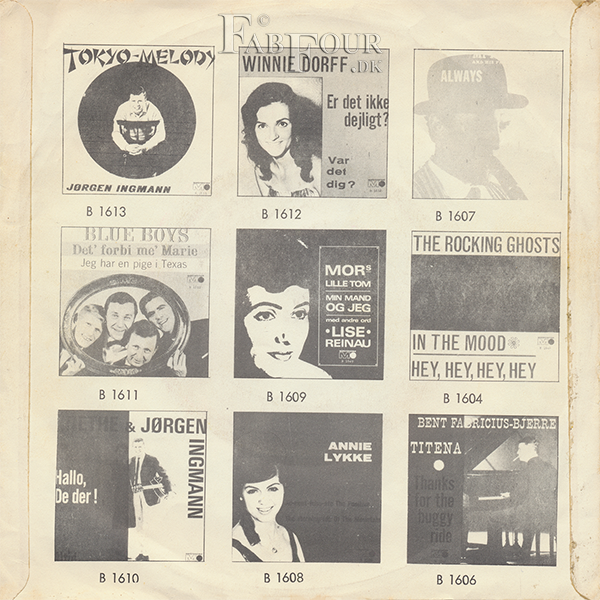 ©
FABFOUR
.DK
TOKYO-MELODY
JØRGEN INGMANN
B 1613
WINNIE DORFF
Er det ikke
dejligt?
Var
det
dig?
B 1612
ALWAYS
B 1607
BLUE BOYS
Det' forbi me' Marie
Jeg har en pige i Texas
B 1611
MORs
LILLE TOM
MIN MAND
OG JEG
med andre ord
•LISE•
REINAU
B 1609
THE ROCKING GHOSTS
IN THE MOOD
HEY, HEY, HEY, HEY
B 1604
GRETHE & JØRGEN
INGMANN
Hallo,
De der!
B 1610
ANNIE
LYKKE
B 1608
BENT FABRICIUS-BJERRE
TITENA
Thanks
for the
buggy
ride
B 1606